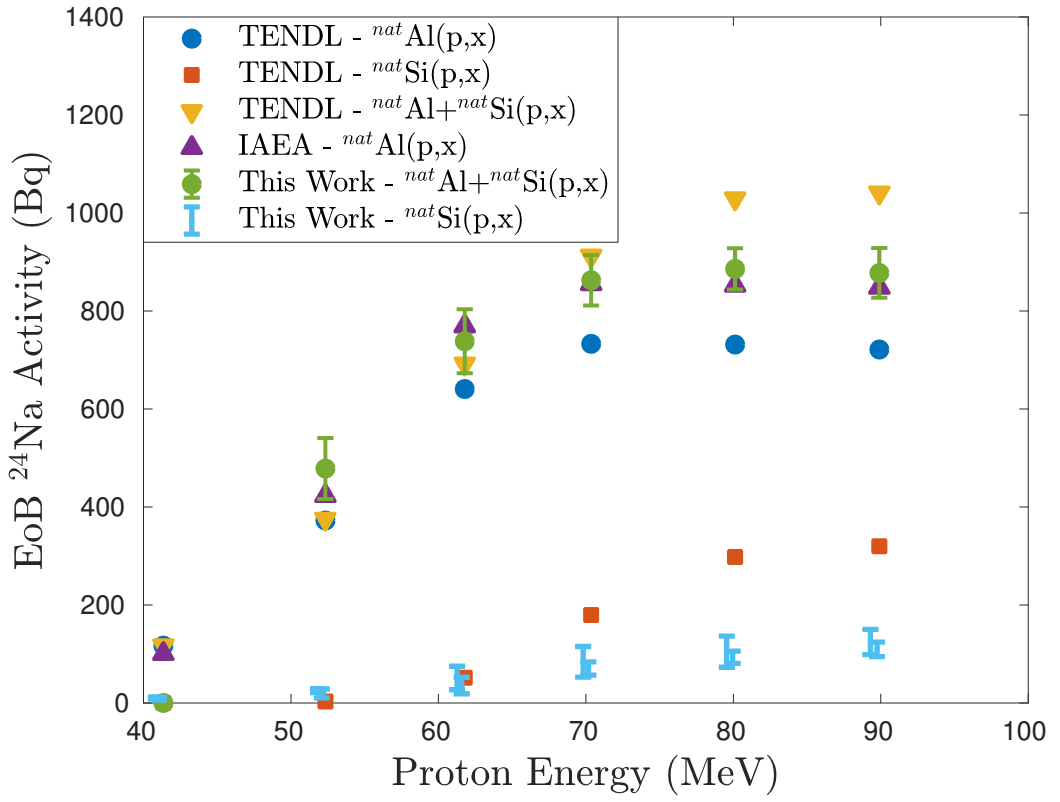 EoB ²⁴Na Activity (Bq)
1400
1200
1000
800
600
400
200
0
TENDL - ⁿᵃᵗAl(p,x)
TENDL - ⁿᵃᵗSi(p,x)
TENDL - ⁿᵃᵗAl+ⁿᵃᵗSi(p,x)
IAEA - ⁿᵃᵗAl(p,x)
This Work - ⁿᵃᵗAl+ⁿᵃᵗSi(p,x)
This Work - ⁿᵃᵗSi(p,x)
40 50 60 70 80 90 100
Proton Energy (MeV)